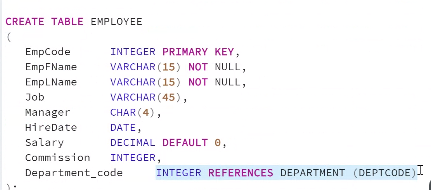 CREATE TABLE EMPLOYEE
(
EmpCode INTEGER PRIMARY KEY,
EmpFName VARCHAR(15) NOT NULL,
EmpLName VARCHAR(15) NOT NULL,
Job VARCHAR(45),
Manager CHAR(4),
HireDate DATE,
Salary DECIMAL DEFAULT 0,
Commission INTEGER,
Department_code INTEGER REFERENCES DEPARTMENT (DEPTCODE)
);